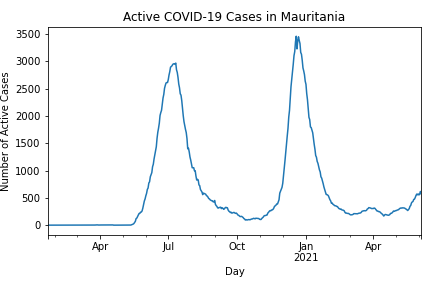 Active COVID-19 Cases in Mauritania
Number of Active Cases
3500
3000
2500
2000
1500
1000
500
0
Apr Jul Oct Jan Apr
2021
Day